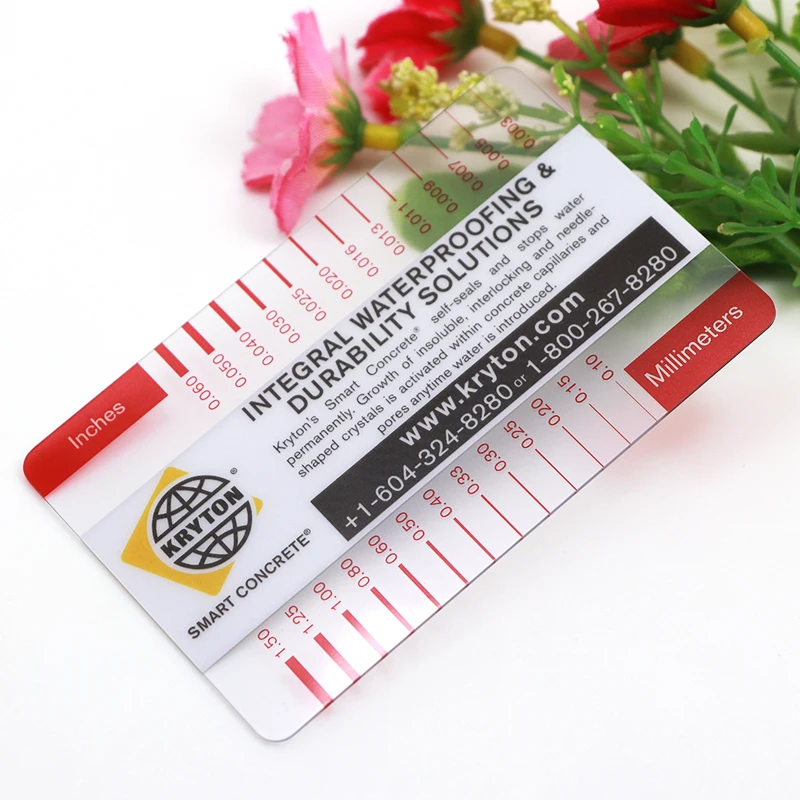 0.003
0.005
0.007
0.009
0.011
0.013
0.016
0.020
0.025
0.030
0.040
0.050
0.060
Inches
INTEGRAL WATERPROOFING &
DURABILITY SOLUTIONS
Kryton's Smart Concrete® self-seals and stops water
permanently. Growth of insoluble, interlocking and needle-
shaped crystals is activated within concrete capillaries and
pores anytime water is introduced.
www.kryton.com
+1-604-324-8280 or 1-800-267-8280
KRYTON ®
SMART CONCRETE®
Millimeters
0.10
0.15
0.20
0.25
0.30
0.33
0.40
0.50
0.60
0.80
1.00
1.25
1.50